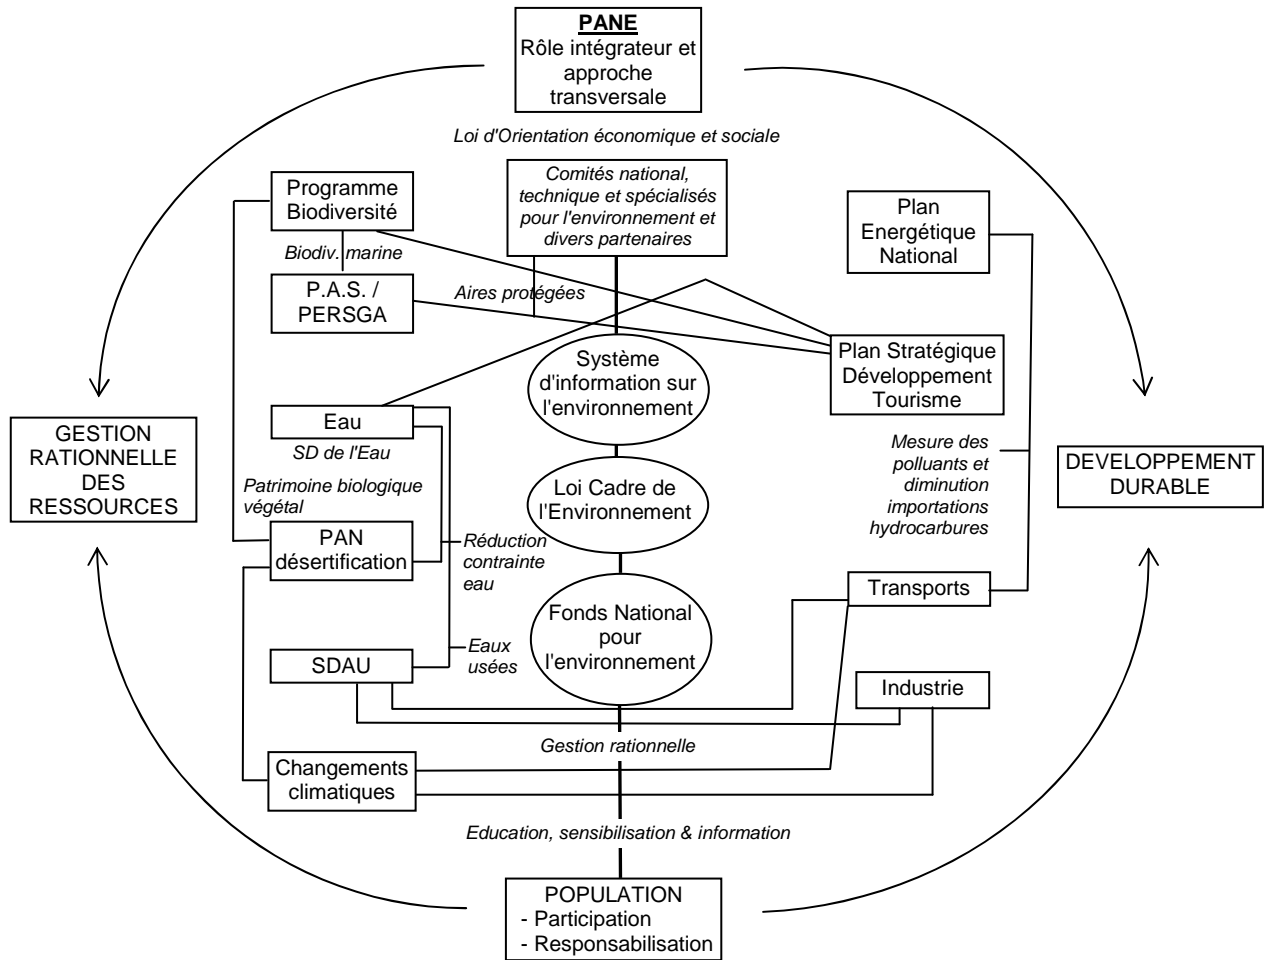 PANE
Rôle intégrateur et
approche
transversale
Loi d'Orientation économique et sociale
Programme
Biodiversité
Comités national,
technique et spécialisés
pour l'environnement et
divers partenaires
Plan
Energétique
National
Biodiv. marine
P.A.S. /
PERSGA
Aires protégées
Système
d'information sur
l'environnement
Plan Stratégique
Développement
Tourisme
Eau
SD de l'Eau
GESTION
RATIONNELLE
DES
RESSOURCES
Mesure des
polluants et
diminution
importations
hydrocarbures
DEVELOPPEMENT
DURABLE
Patrimoine biologique
végétal
Loi Cadre de
l'Environnement
PAN
désertification
Réduction
contrainte
eau
Transports
Fonds National
pour
l'environnement
SDAU
Eaux
usées
Industrie
Gestion rationnelle
Changements
climatiques
Education, sensibilisation & information
POPULATION
- Participation
- Responsabilisation